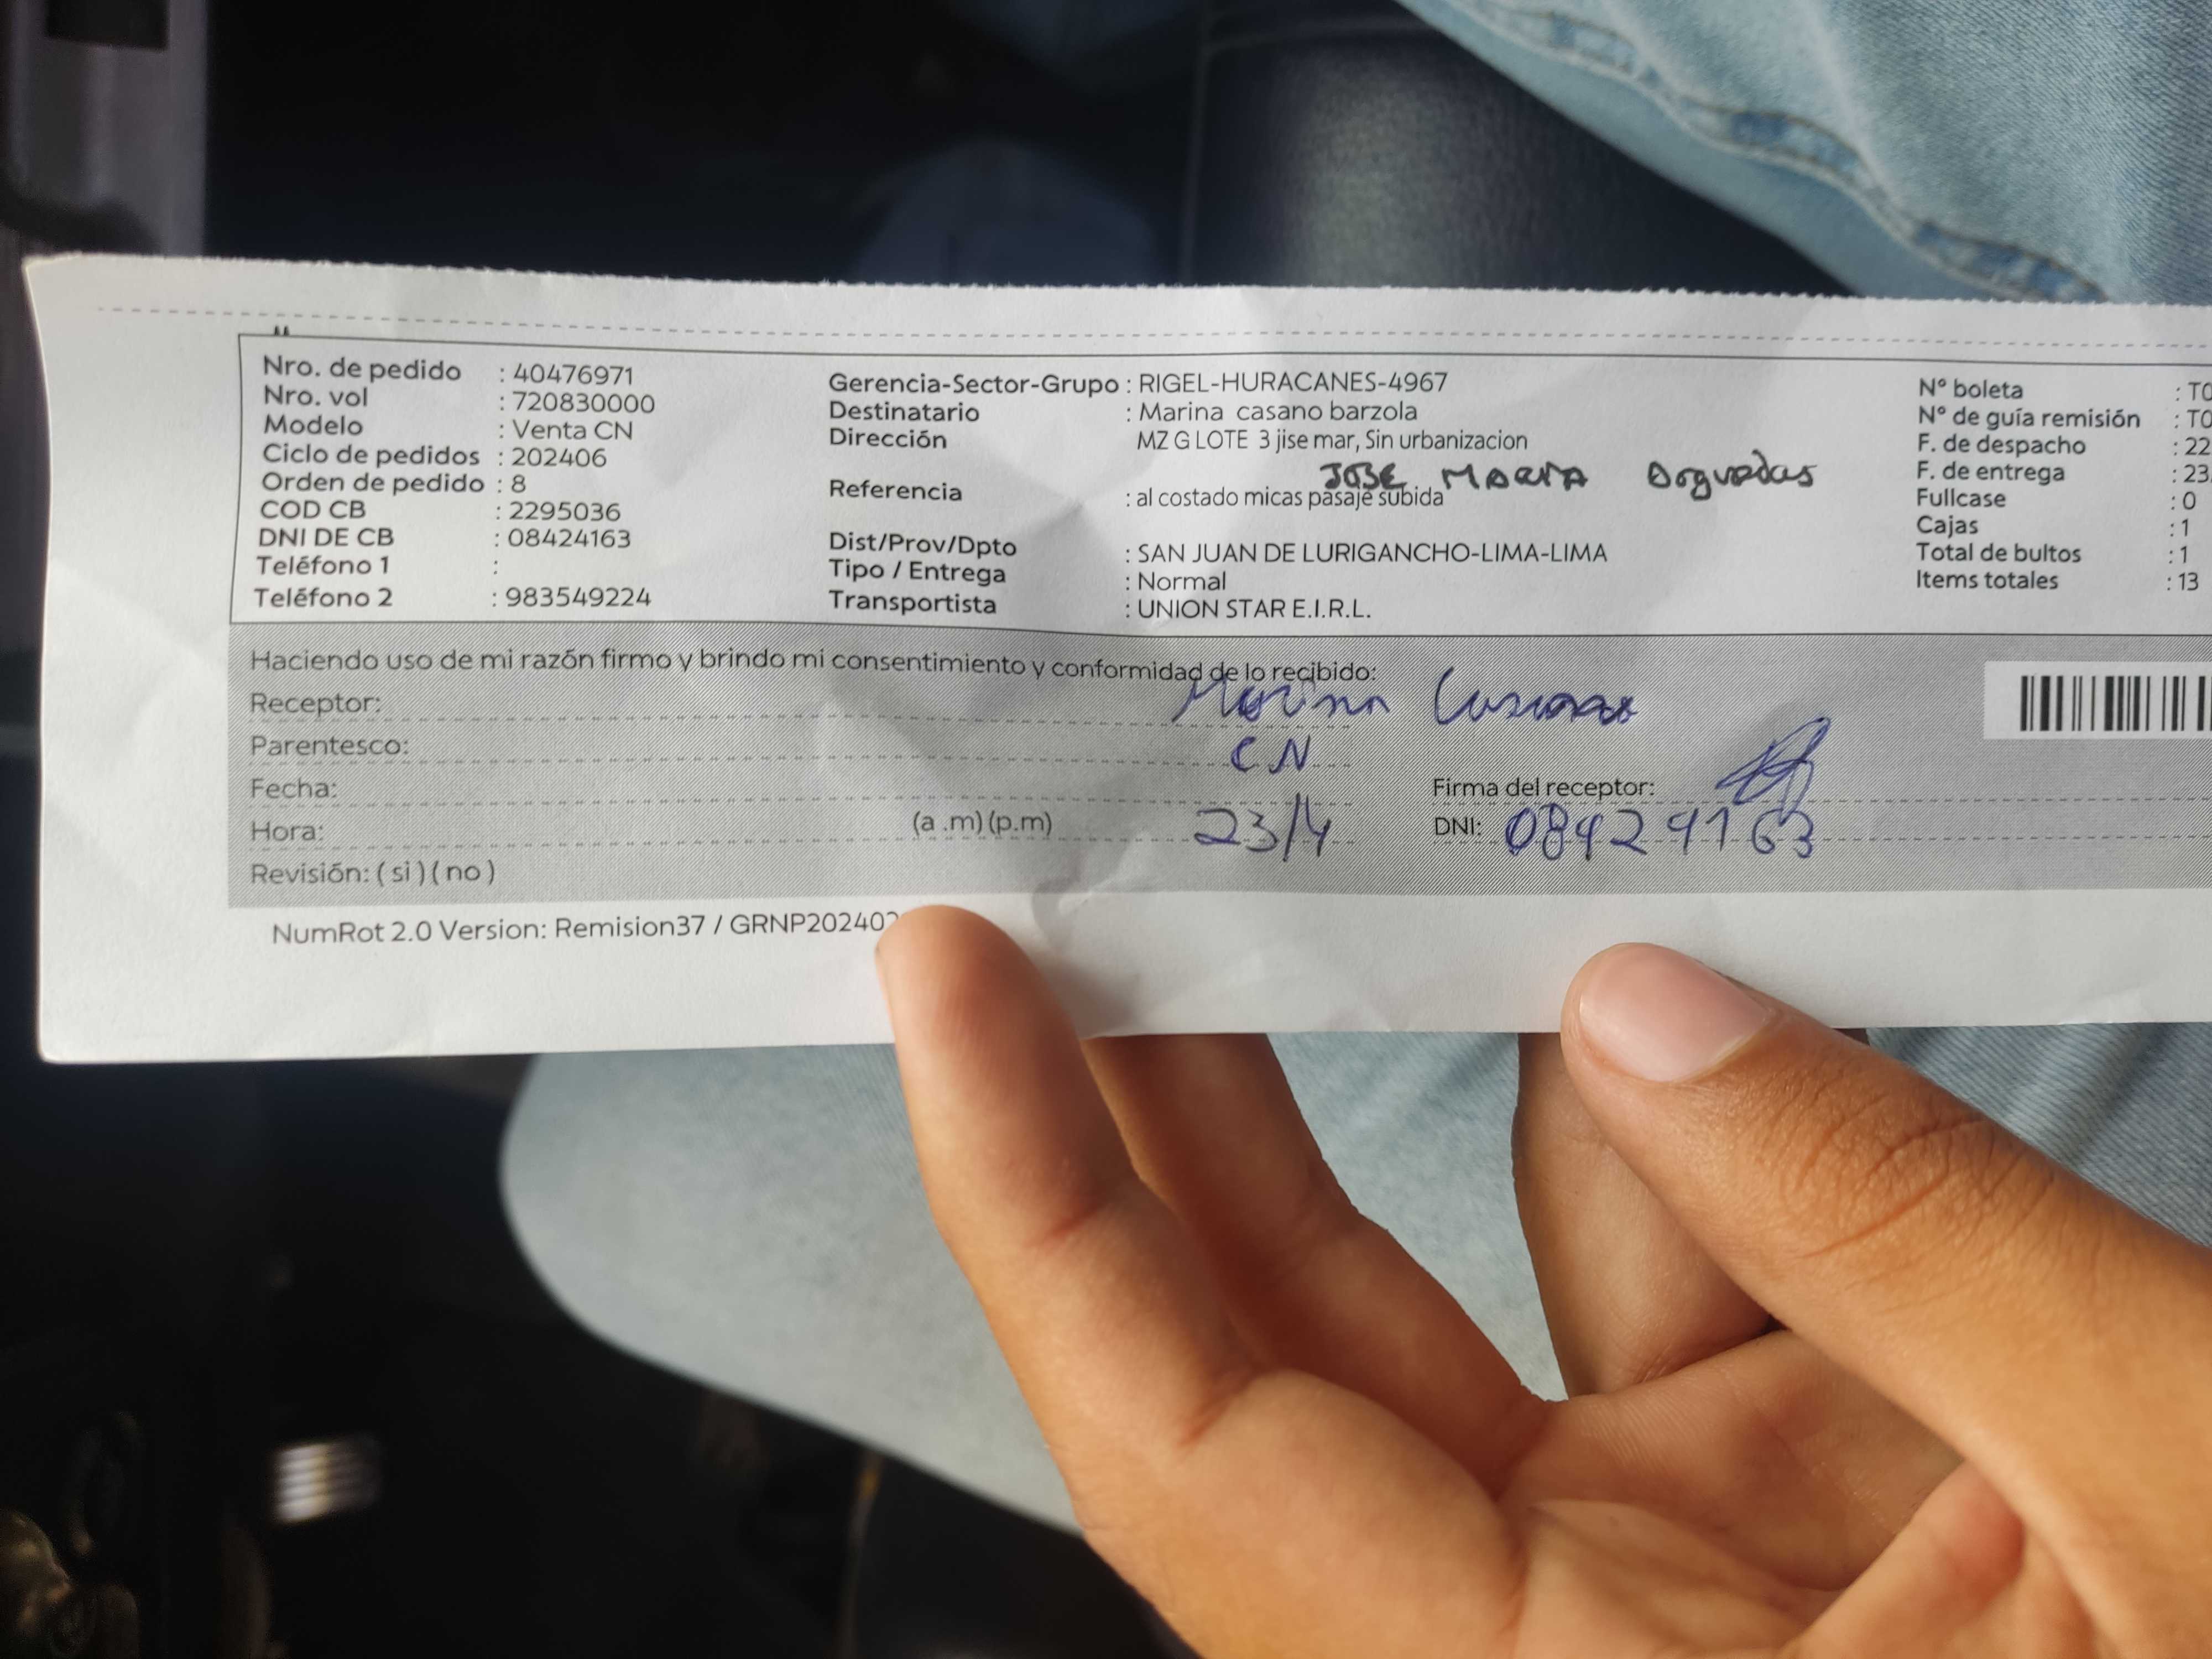 Nro. de pedido : 40476971
Nro. vol : 720830000
Modelo : Venta CN
Ciclo de pedidos : 202406
Orden de pedido : 8
COD CB : 2295036
DNI DE CB : 08424163
Teléfono 1 :
Teléfono 2 : 983549224
Gerencia-Sector-Grupo : RIGEL-HURACANES-4967
Destinatario : Marina casano barzola
Dirección MZ G LOTE 3 jise mar, Sin urbanizacion
JOSE MARIA Arguedas
Referencia : al costado micas pasaje subida
Dist/Prov/Dpto : SAN JUAN DE LURIGANCHO-LIMA-LIMA
Tipo / Entrega : Normal
Transportista : UNION STAR E.I.R.L.
N° boleta : T0
N° de guía remisión : T0
F. de despacho : 22
F. de entrega : 23
Fullcase : 0
Cajas : 1
Total de bultos : 1
Items totales : 13
Haciendo uso de mi razón firmo y brindo mi consentimiento y conformidad de lo recibido:
Receptor: Marina Casano
Parentesco: CN
Fecha:
Firma del receptor:
Hora: (a .m) (p.m) 23/4
DNI: 08424163
Revisión: ( si ) ( no )
NumRot 2.0 Version: Remision37 / GRNP202402